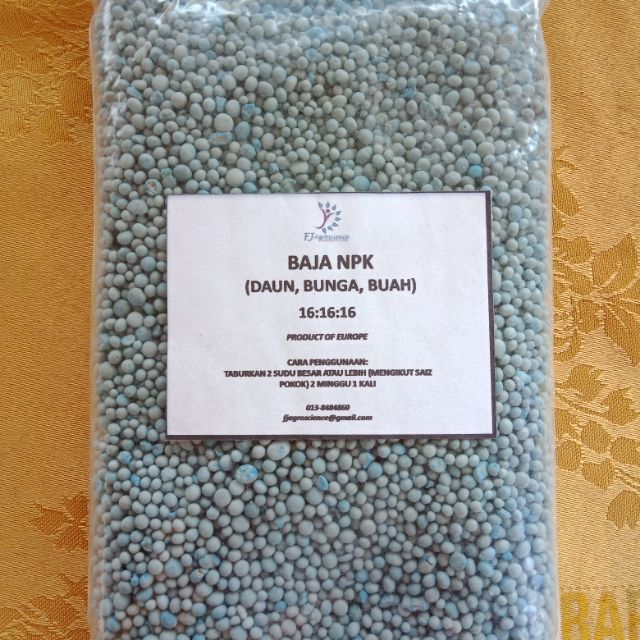 FJagroscience
BAJA NPK
(DAUN, BUNGA, BUAH)
16:16:16
PRODUCT OF EUROPE
CARA PENGGUNAAN:
TABURKAN 2 SUDU BESAR ATAU LEBIH (MENGIKUT SAIZ
POKOK) 2 MINGGU 1 KALI
013-8484860
fjagroscience@gmail.com